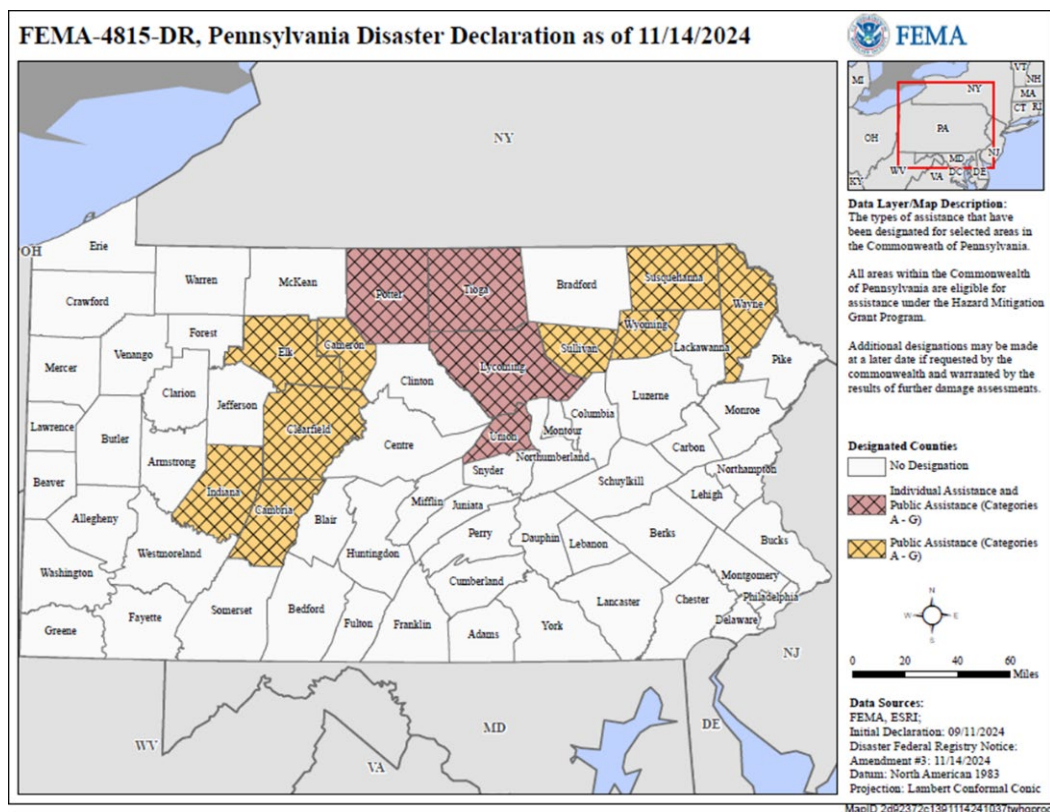 FEMA-4815-DR, Pennsylvania Disaster Declaration as of 11/14/2024
FEMA
NY
OH
Erie
Crawford
Warren
McKean
Potter
Tioga
Bradford
Susquehanna
Wayne
Wyoming
Forest
Venango
Mercer
Elk
Cameron
Sullivan
Lackawanna
Pike
Lycoming
Clinton
Clarion
Jefferson
Luzerne
Columbia
Monroe
Lawrence
Butler
Clearfield
Centre
Union
Montour
Northumberland
Carbon
Armstrong
Snyder
Northampton
Beaver
Indiana
Schuylkill
Lehigh
Allegheny
Cambria
Blair
Mifflin
Juniata
Perry
Dauphin
Lebanon
Berks
Bucks
Westmoreland
Huntingdon
Washington
Cumberland
Montgomery
Philadelphia
Greene
Fayette
Somerset
Bedford
Fulton
Franklin
Adams
York
Lancaster
Chester
Delaware
NJ
WV
VA
MD
DE
MI
NY
VT
NH
MA
CT
RI
OH
PA
NJ
MD
WV
VA
DC
DE
KY
Data Layer/Map Description:
The types of assistance that have
been designated for selected areas in
the Commonweath of Pennsylvania.
All areas within the Commonwealth
of Pennsylvania are eligible for
assistance under the Hazard Mitigation
Grant Program.
Additional designations may be made
at a later date if requested by the
commonwealth and warranted by the
results of further damage assessments.
Designated Counties
No Designation
Individual Assistance and
Public Assistance (Categories
A - G)
Public Assistance (Categories
A - G)
N
W
E
S
0 20 40 60
Miles
Data Sources:
FEMA, ESRI;
Initial Declaration: 09/11/2024
Disaster Federal Registry Notice:
Amendment #3: 11/14/2024
Datum: North American 1983
Projection: Lambert Conformal Conic